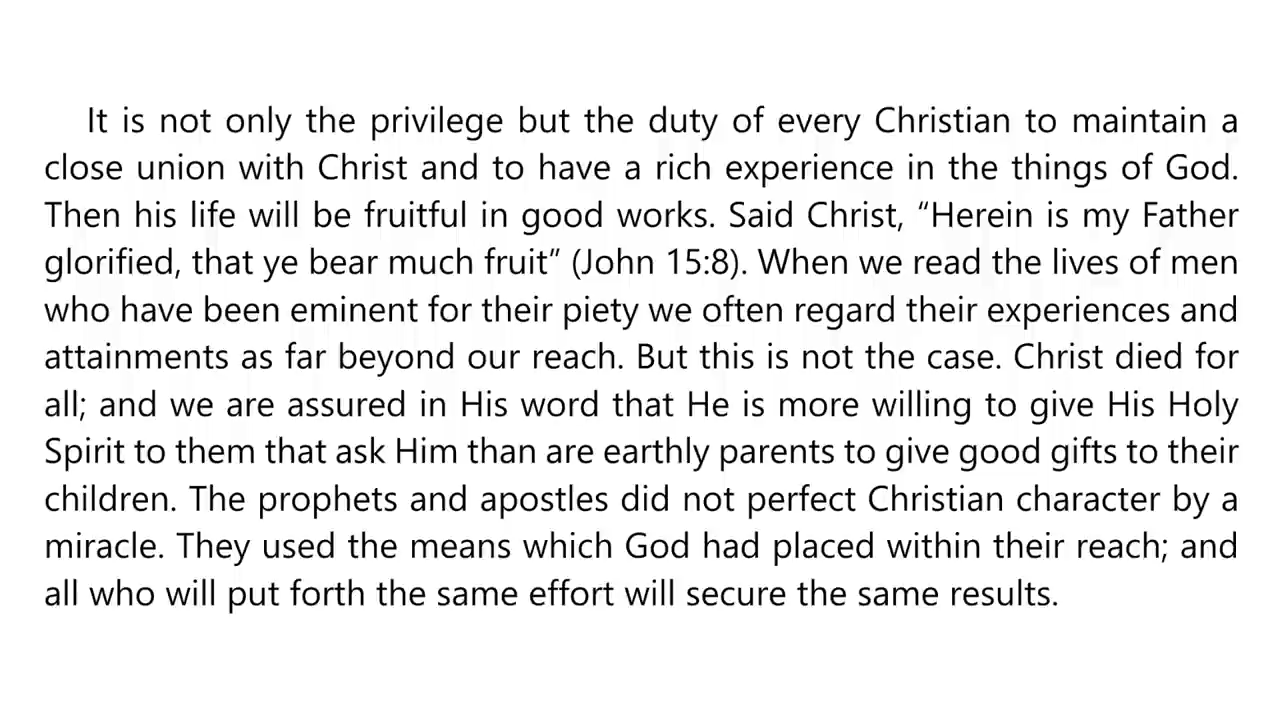 It is not only the privilege but the duty of every Christian to maintain a
close union with Christ and to have a rich experience in the things of God.
Then his life will be fruitful in good works. Said Christ, “Herein is my Father
glorified, that ye bear much fruit” (John 15:8). When we read the lives of men
who have been eminent for their piety we often regard their experiences and
attainments as far beyond our reach. But this is not the case. Christ died for
all; and we are assured in His word that He is more willing to give His Holy
Spirit to them that ask Him than are earthly parents to give good gifts to their
children. The prophets and apostles did not perfect Christian character by a
miracle. They used the means which God had placed within their reach; and
all who will put forth the same effort will secure the same results.